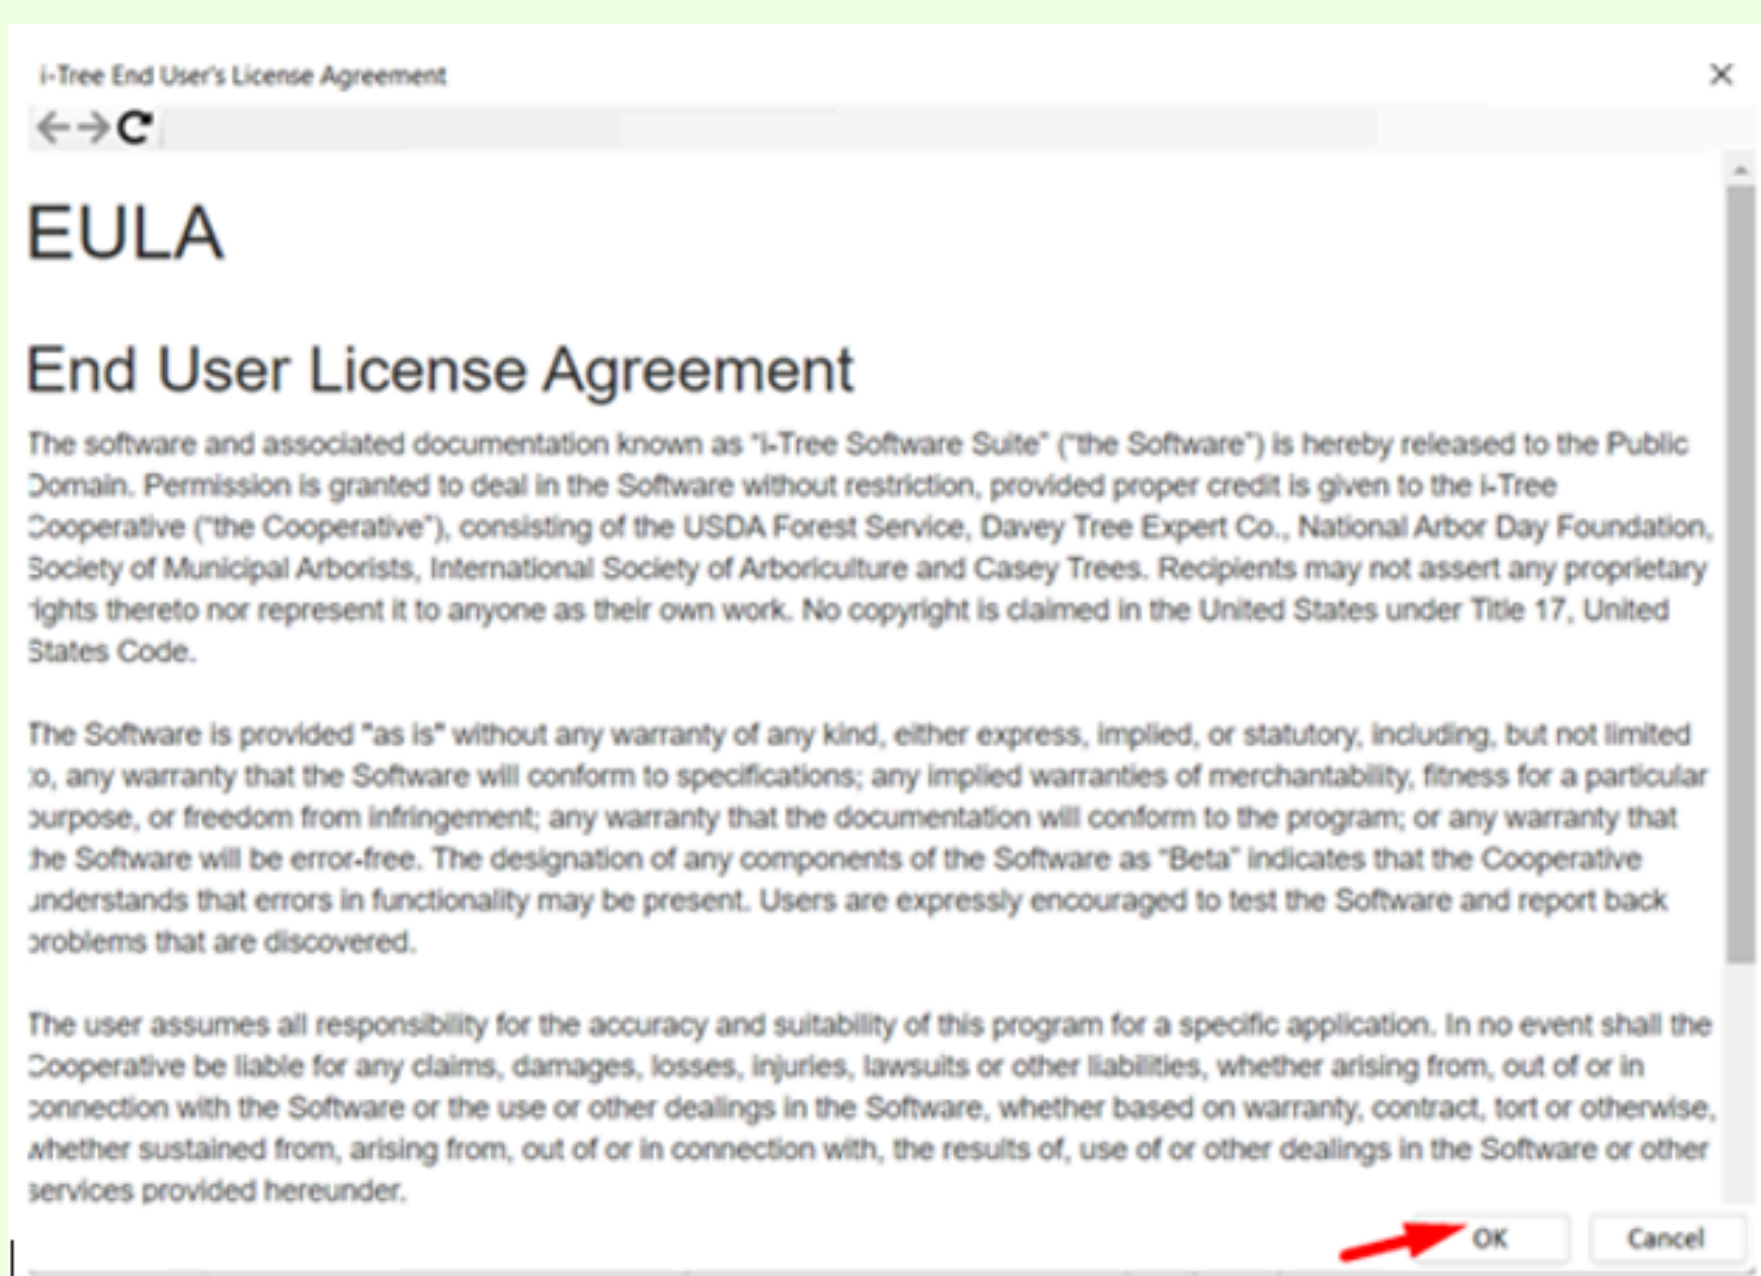 i-Tree End User's License Agreement
EULA
End User License Agreement
The software and associated documentation known as “i-Tree Software Suite” (“the Software”) is hereby released to the Public
Domain. Permission is granted to deal in the Software without restriction, provided proper credit is given to the i-Tree
Cooperative (“the Cooperative”), consisting of the USDA Forest Service, Davey Tree Expert Co., National Arbor Day Foundation,
Society of Municipal Arborists, International Society of Arboriculture and Casey Trees. Recipients may not assert any proprietary
rights thereto nor represent it to anyone as their own work. No copyright is claimed in the United States under Title 17, United
States Code.
The Software is provided "as is" without any warranty of any kind, either express, implied, or statutory, including, but not limited
to, any warranty that the Software will conform to specifications; any implied warranties of merchantability, fitness for a particular
purpose, or freedom from infringement; any warranty that the documentation will conform to the program; or any warranty that
the Software will be error-free. The designation of any components of the Software as “Beta” indicates that the Cooperative
understands that errors in functionality may be present. Users are expressly encouraged to test the Software and report back
problems that are discovered.
The user assumes all responsibility for the accuracy and suitability of this program for a specific application. In no event shall the
Cooperative be liable for any claims, damages, losses, injuries, lawsuits or other liabilities, whether arising from, out of or in
connection with the Software or the use or other dealings in the Software, whether based on warranty, contract, tort or otherwise,
whether sustained from, arising from, out of or in connection with, the results of, use of or other dealings in the Software or other
services provided hereunder.
OK Cancel